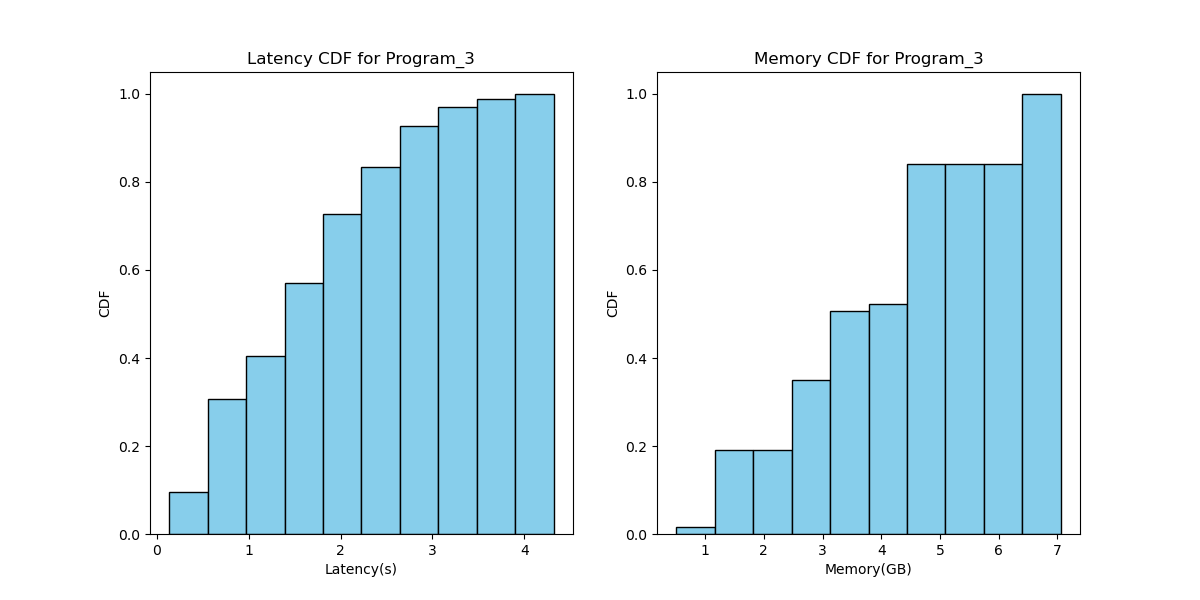 Latency CDF for Program_3
CDF
1.0
0.8
0.6
0.4
0.2
0.0
0 1 2 3 4
Latency(s)
Memory CDF for Program_3
CDF
1.0
0.8
0.6
0.4
0.2
0.0
1 2 3 4 5 6 7
Memory(GB)